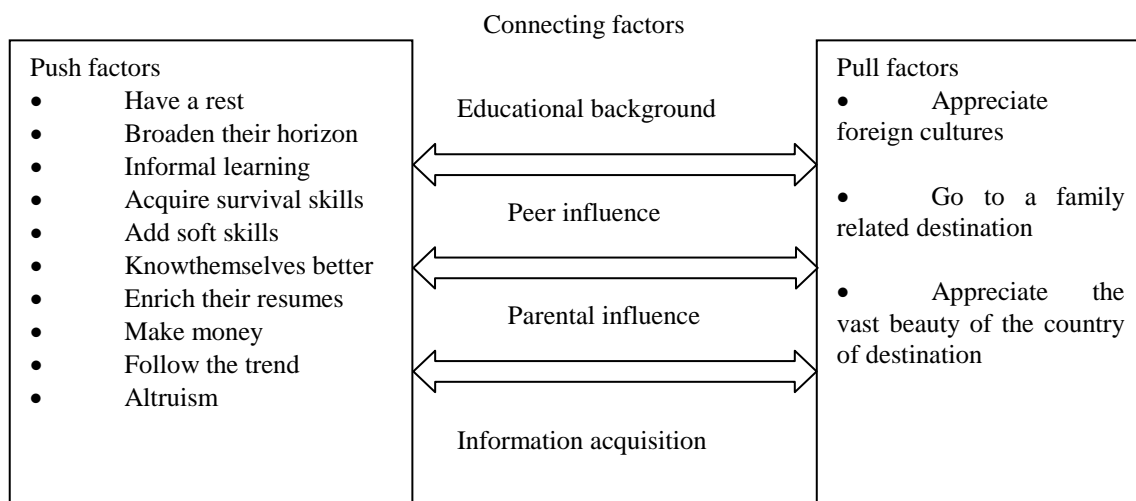 Connecting factors
Push factors
• Have a rest
• Broaden their horizon
• Informal learning
• Acquire survival skills
• Add soft skills
• Knowthemselves better
• Enrich their resumes
• Make money
• Follow the trend
• Altruism
Educational background
Peer influence
Parental influence
Information acquisition
Pull factors
• Appreciate
foreign cultures
• Go to a family
related destination
• Appreciate the
vast beauty of the country
of destination